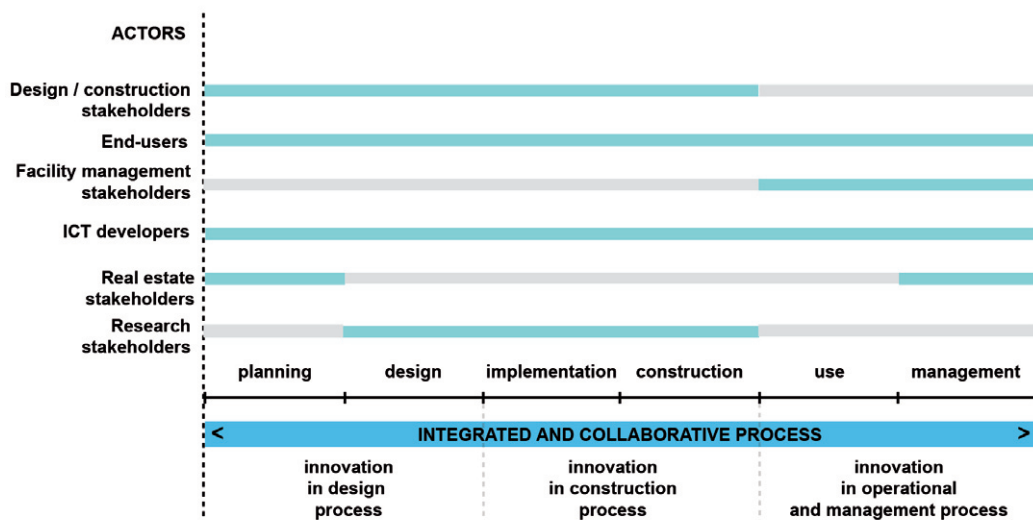 ACTORS
Design / construction
stakeholders
End-users
Facility management
stakeholders
ICT developers
Real estate
stakeholders
Research
stakeholders
planning design implementation construction use management
< INTEGRATED AND COLLABORATIVE PROCESS >
innovation
in design
process
innovation
in construction
process
innovation
in operational
and management process